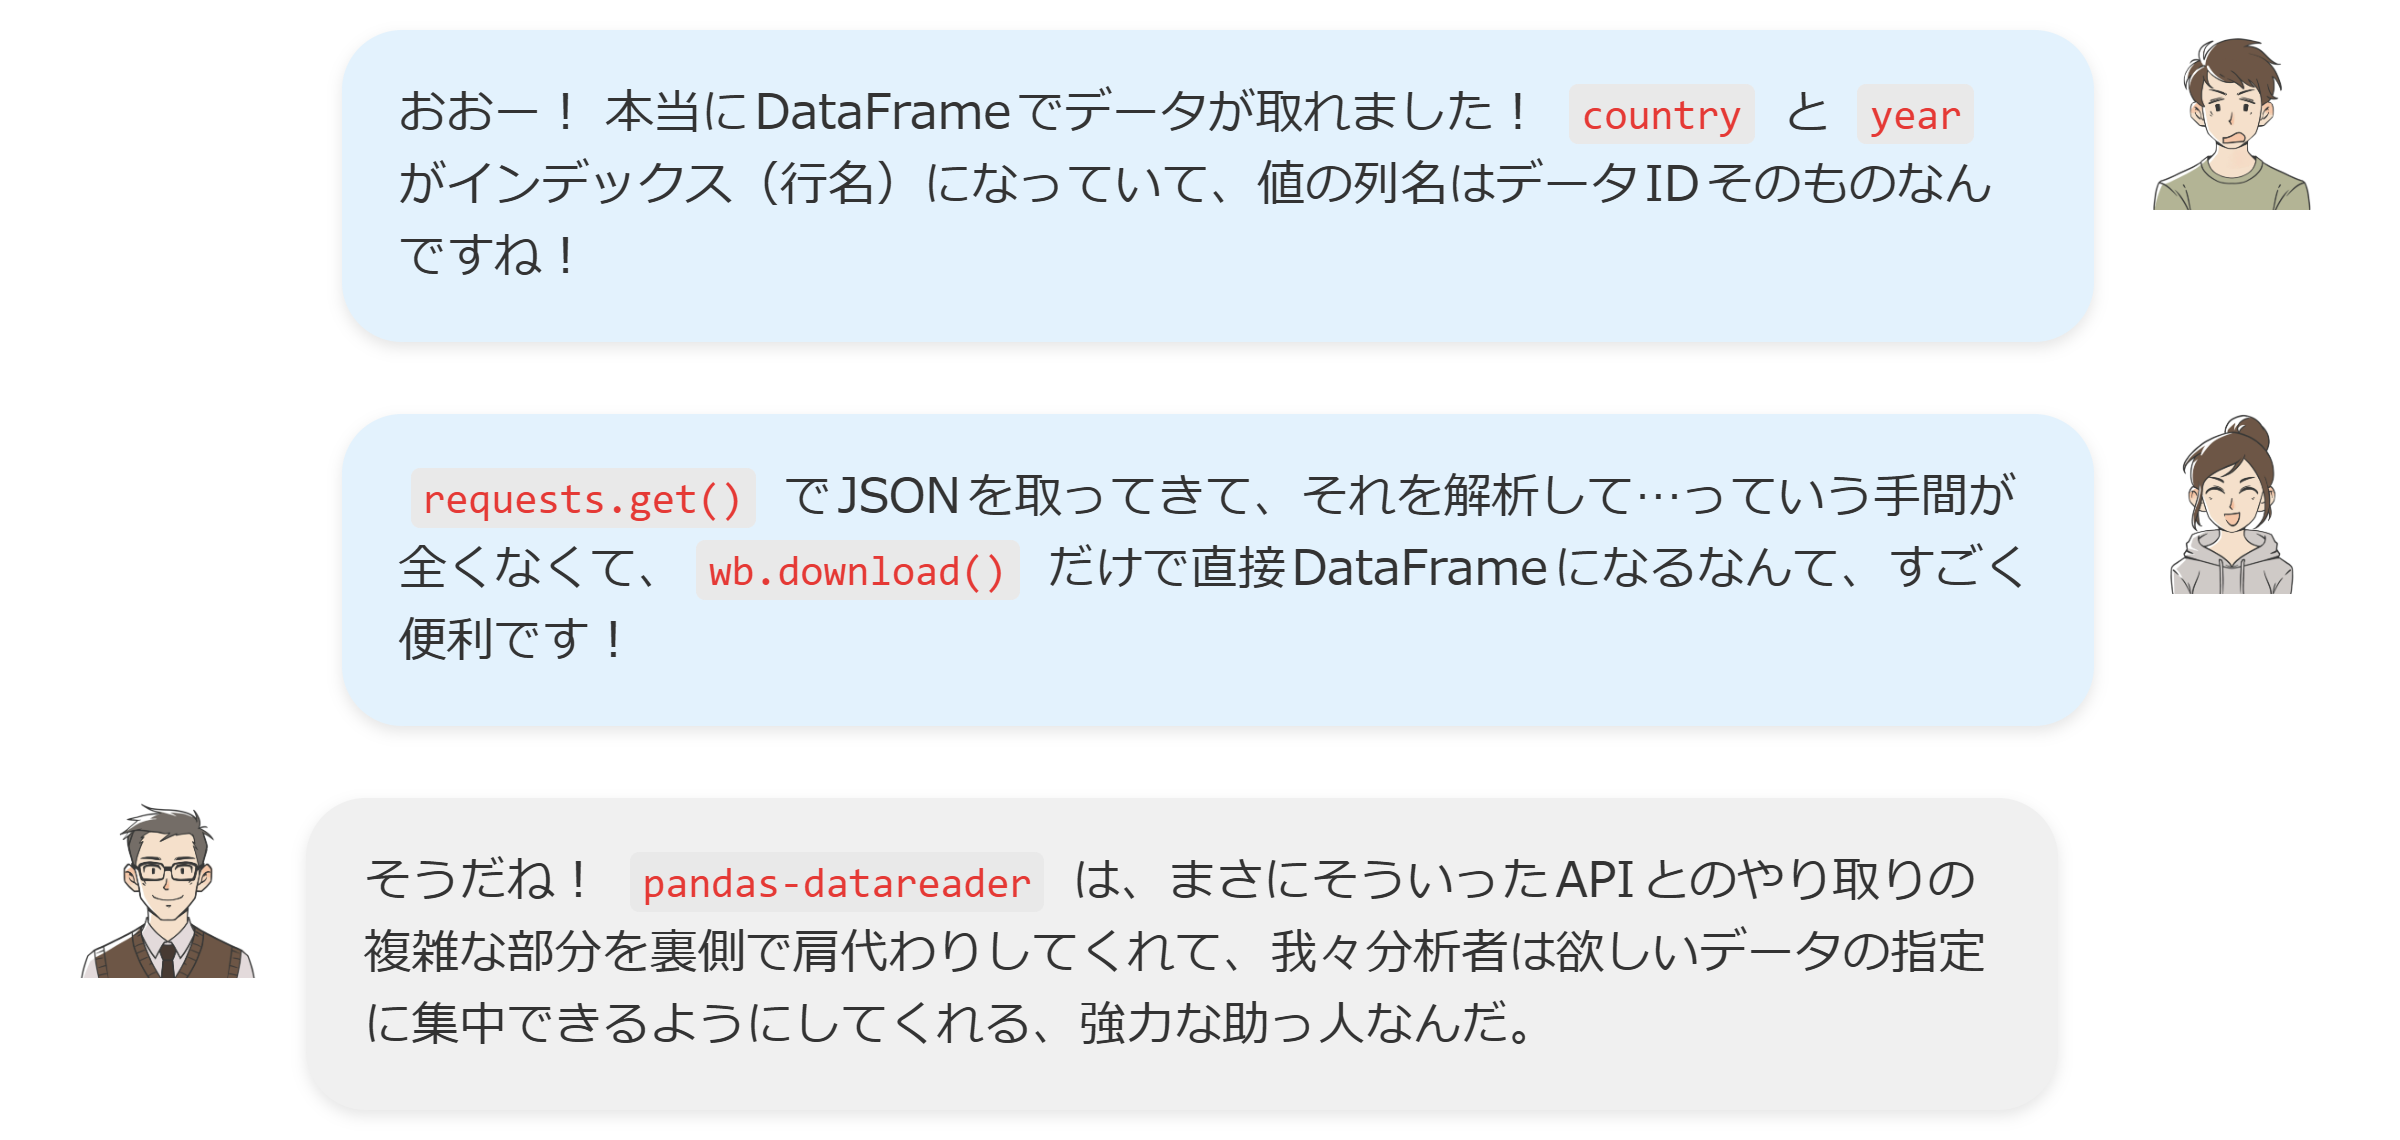 おおー！ 本当にDataFrameでデータが取れました！ country と year
がインデックス（行名）になっていて、値の列名はデータIDそのものなん
ですね！
requests.get() でJSONを取ってきて、それを解析して…っていう手間が
全くなくて、 wb.download() だけで直接DataFrameになるなんて、すごく
便利です！
そうだね！ pandas-datareader は、まさにそういったAPIとのやり取りの
複雑な部分を裏側で肩代わりしてくれて、我々分析者は欲しいデータの指定
に集中できるようにしてくれる、強力な助っ人なんだ。